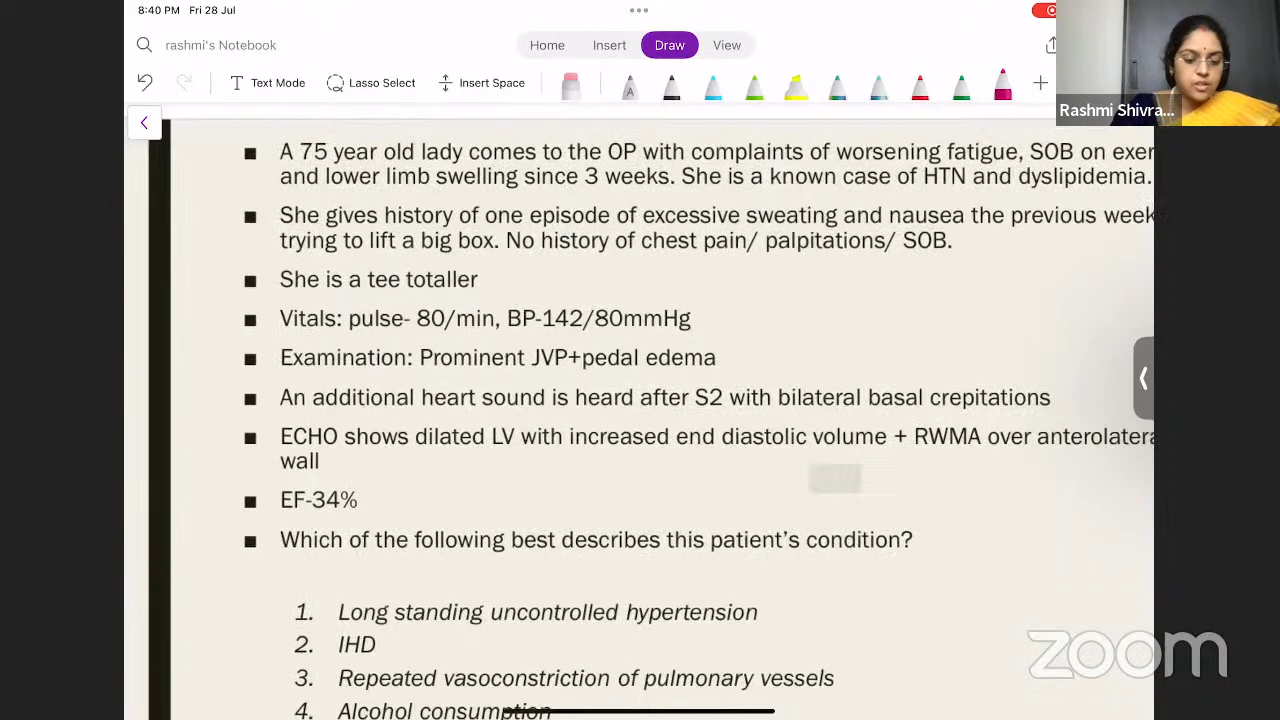 8:40 PM Fri 28 Jul
rashmi's Notebook
Home Insert Draw View
Text Mode Lasso Select Insert Space A
Rashmi Shivra...
■ A 75 year old lady comes to the OP with complaints of worsening fatigue, SOB on exer
and lower limb swelling since 3 weeks. She is a known case of HTN and dyslipidemia.
■ She gives history of one episode of excessive sweating and nausea the previous week
trying to lift a big box. No history of chest pain/ palpitations/ SOB.
■ She is a tee totaller
■ Vitals: pulse- 80/min, BP-142/80mmHg
■ Examination: Prominent JVP+pedal edema
■ An additional heart sound is heard after S2 with bilateral basal crepitations
■ ECHO shows dilated LV with increased end diastolic volume + RWMA over anterolatera
wall
■ EF-34%
■ Which of the following best describes this patient's condition?
1. Long standing uncontrolled hypertension
2. IHD
3. Repeated vasoconstriction of pulmonary vessels
4. Alcohol consumption
zoom